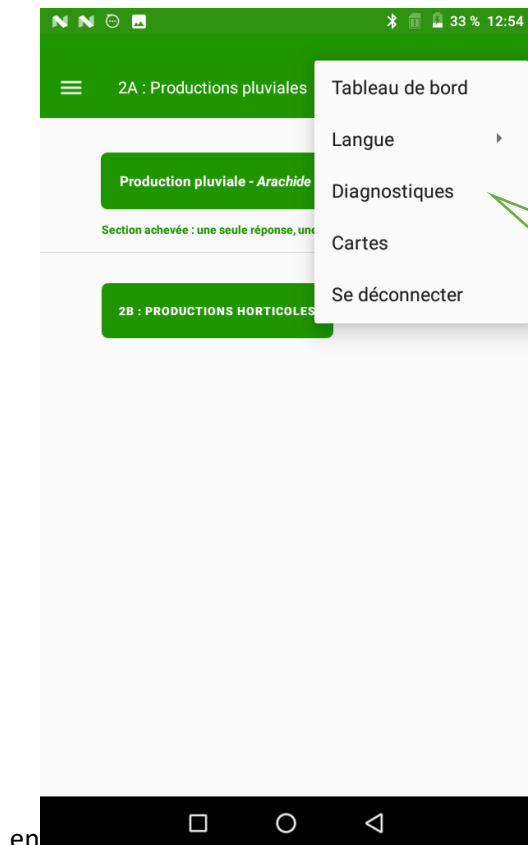 33 % 12:54
2A : Productions pluviales
Tableau de bord
Langue
Diagnostiques
Cartes
Se déconnecter
Production pluviale - Arachide
Section achevée : une seule réponse, une
2B : PRODUCTIONS HORTICOLES
en